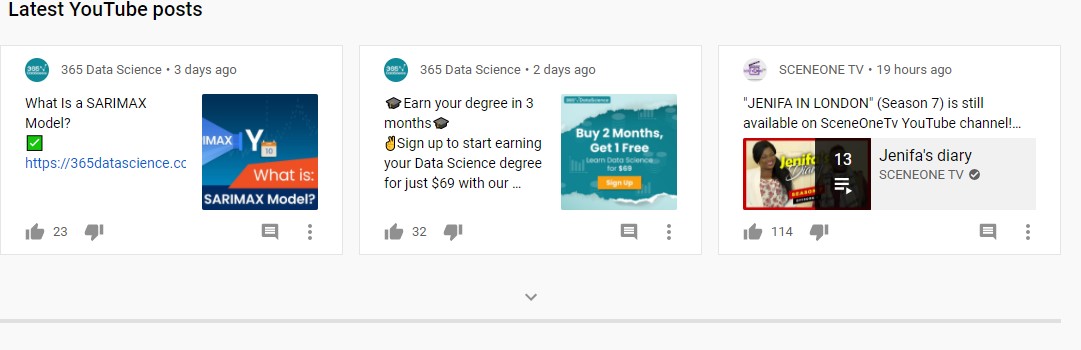 Latest YouTube posts
365 Data Science • 3 days ago
What Is a SARIMAX
Model?
✅
https://365datascience.cc
IMAX Y
10
What is:
SARIMAX Model?
23
365 Data Science • 2 days ago
🎓Earn your degree in 3
months🎓
✌Sign up to start earning
your Data Science degree
for just $69 with our ...
365 DataScience
Buy 2 Months,
Get 1 Free
Learn Data Science
for $69
Sign Up
32
SCENEONE TV • 19 hours ago
"JENIFA IN LONDON" (Season 7) is still
available on SceneOneTv YouTube channel!...
Jenifa's
13
Jenifa's diary
SCENEONE TV
114